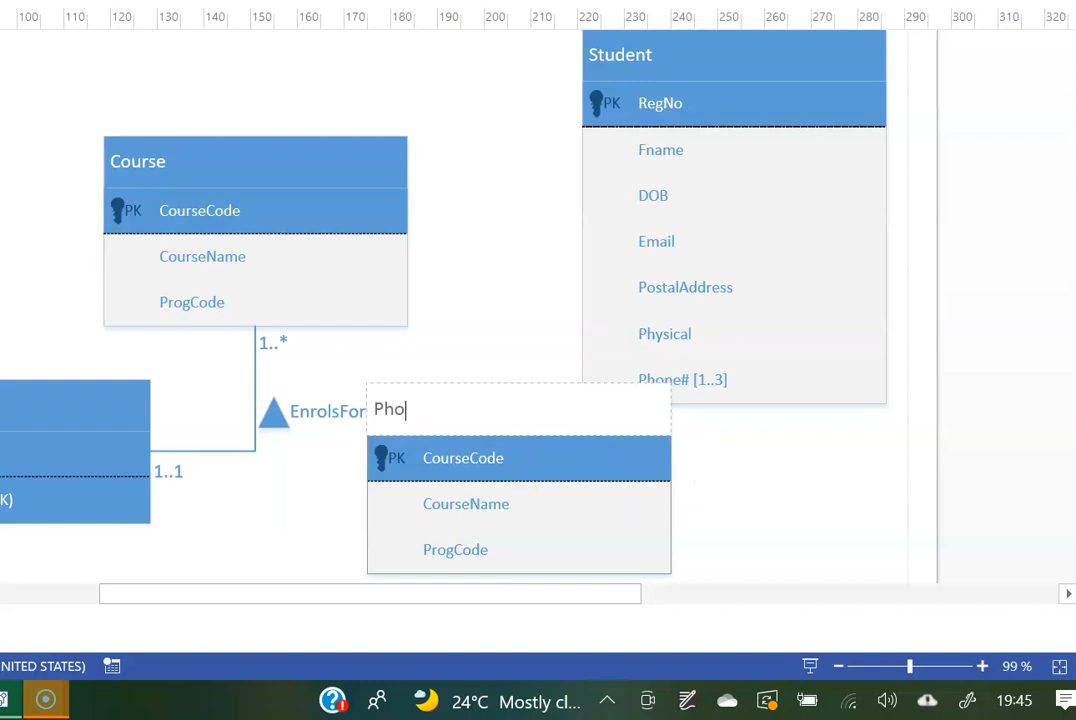 100 110 120 130 140 150 160 170 180 190 200 210 220 230 240 250 260 270 280 290 300 310 320
Student
PK RegNo
Fname
DOB
Email
PostalAddress
Physical
Phone# [1..3]
Course
PK CourseCode
CourseName
ProgCode
1..*
EnrolsFor
1..1
K)
Pho
PK CourseCode
CourseName
ProgCode
NITED STATES)
99 %
24°C Mostly cl...
19:45